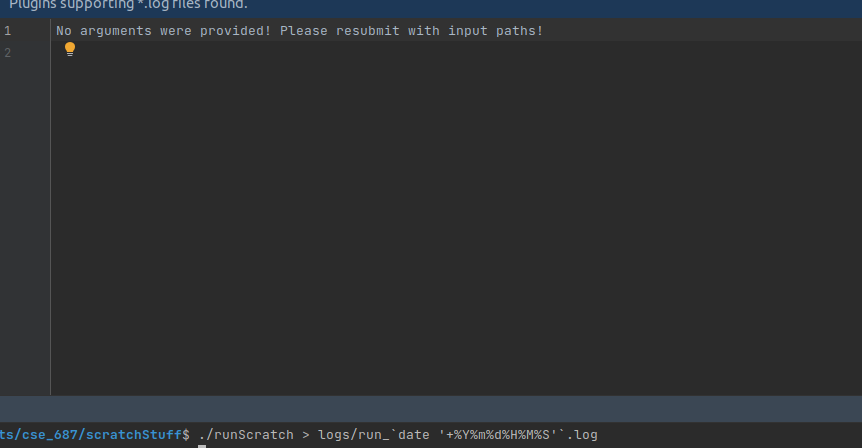 Plugins supporting *.log files found.
1 No arguments were provided! Please resubmit with input paths!
2
ts/cse_687/scratchStuff$ ./runScratch > logs/run_`date '+%Y%m%d%H%M%S'`.log